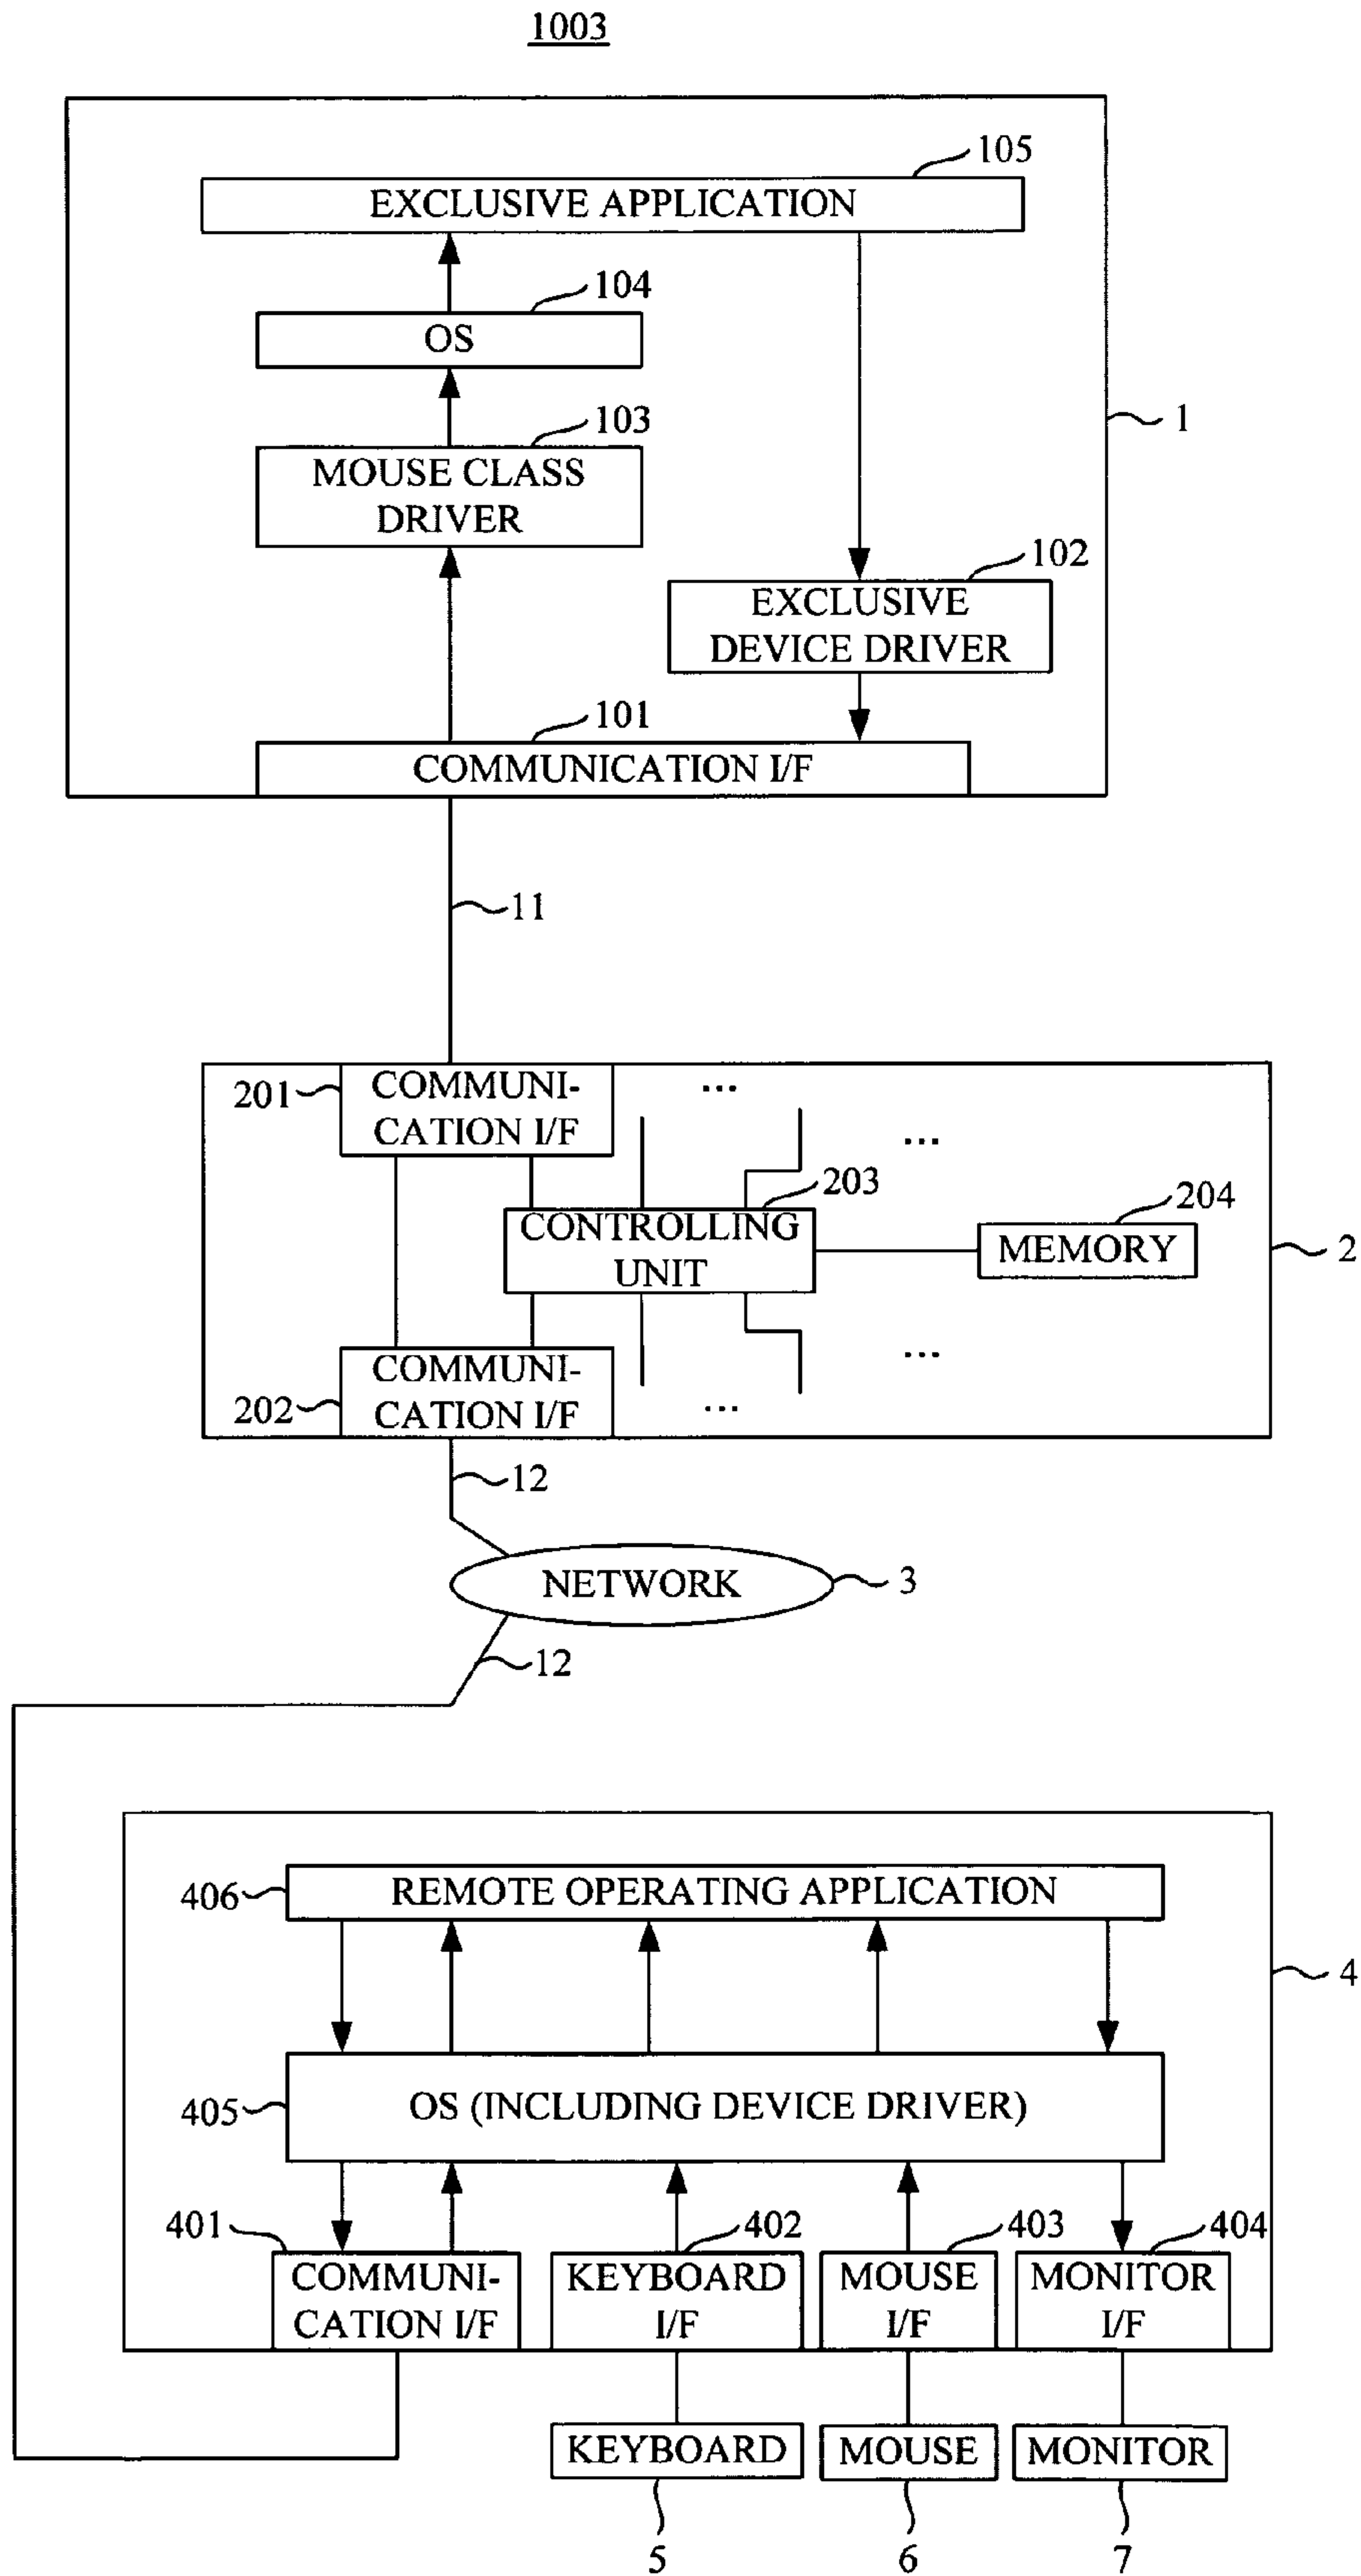 1003
105
EXCLUSIVE APPLICATION
104
OS
103
1
MOUSE CLASS
DRIVER
102
EXCLUSIVE
DEVICE DRIVER
101
COMMUNICATION I/F
11
201
COMMUNI-
CATION I/F
...
...
203
204
CONTROLLING
UNIT
MEMORY
2
202
COMMUNI-
CATION I/F
...
...
12
NETWORK
3
12
406
REMOTE OPERATING APPLICATION
4
405
OS (INCLUDING DEVICE DRIVER)
401
402
403
404
COMMUNI-
CATION I/F
KEYBOARD
I/F
MOUSE
I/F
MONITOR
I/F
KEYBOARD
MOUSE
MONITOR
5
6
7